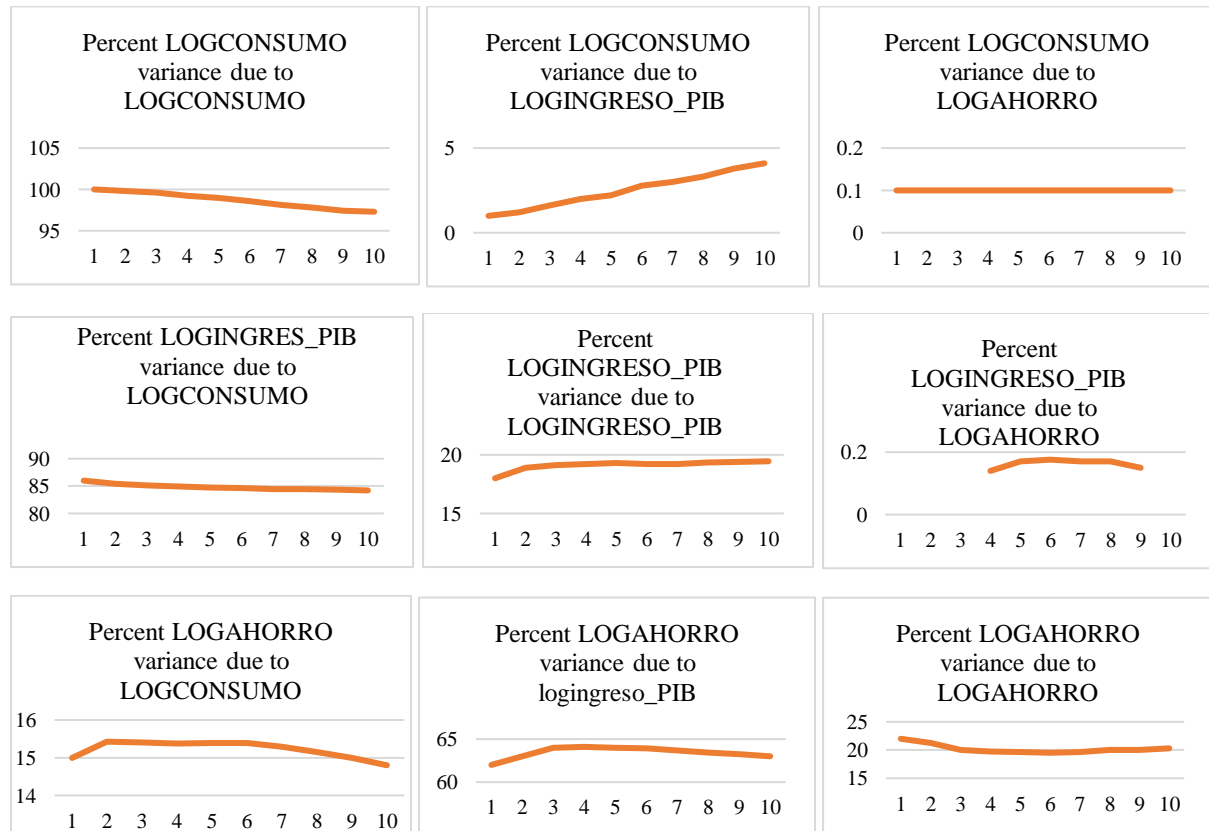 Percent LOGCONSUMO
variance due to
LOGCONSUMO
105
100
95
1 2 3 4 5 6 7 8 9 10
Percent LOGCONSUMO
variance due to
LOGINGRESO_PIB
5
0
1 2 3 4 5 6 7 8 9 10
Percent LOGCONSUMO
variance due to
LOGAHORRO
0.2
0.1
0
1 2 3 4 5 6 7 8 9 10
Percent LOGINGRES_PIB
variance due to
LOGCONSUMO
90
85
80
1 2 3 4 5 6 7 8 9 10
Percent
LOGINGRESO_PIB
variance due to
LOGINGRESO_PIB
20
15
1 2 3 4 5 6 7 8 9 10
Percent
LOGINGRESO_PIB
variance due to
LOGAHORRO
0.2
0
1 2 3 4 5 6 7 8 9 10
Percent LOGAHORRO
variance due to
LOGCONSUMO
16
15
14
1 2 3 4 5 6 7 8 9 10
Percent LOGAHORRO
variance due to
logingreso_PIB
65
60
1 2 3 4 5 6 7 8 9 10
Percent LOGAHORRO
variance due to
LOGAHORRO
25
20
15
1 2 3 4 5 6 7 8 9 10